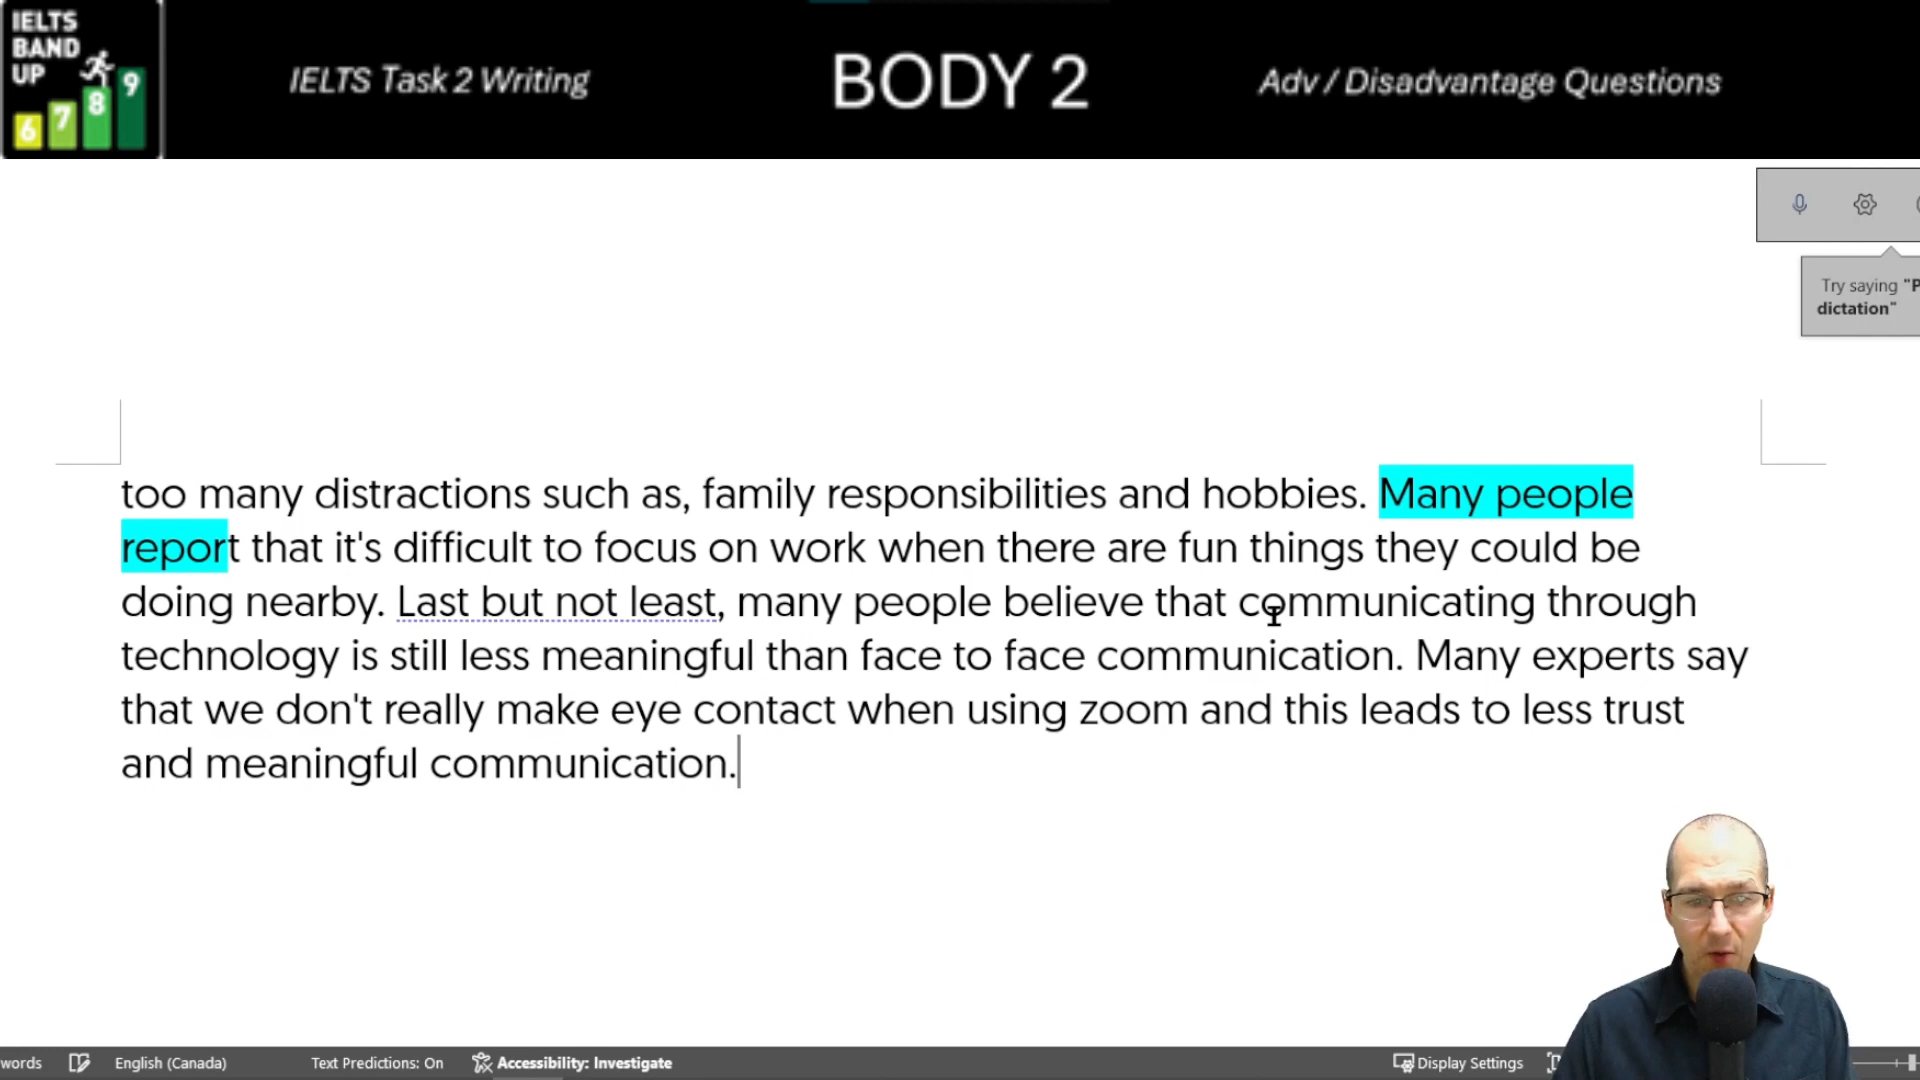 IELTS
BAND
UP
6 7 8 9
IELTS Task 2 Writing
BODY 2
Adv / Disadvantage Questions
Try saying "P
dictation"
too many distractions such as, family responsibilities and hobbies. Many people
report that it's difficult to focus on work when there are fun things they could be
doing nearby. Last but not least, many people believe that communicating through
technology is still less meaningful than face to face communication. Many experts say
that we don't really make eye contact when using zoom and this leads to less trust
and meaningful communication.
words English (Canada) Text Predictions: On Accessibility: Investigate Display Settings